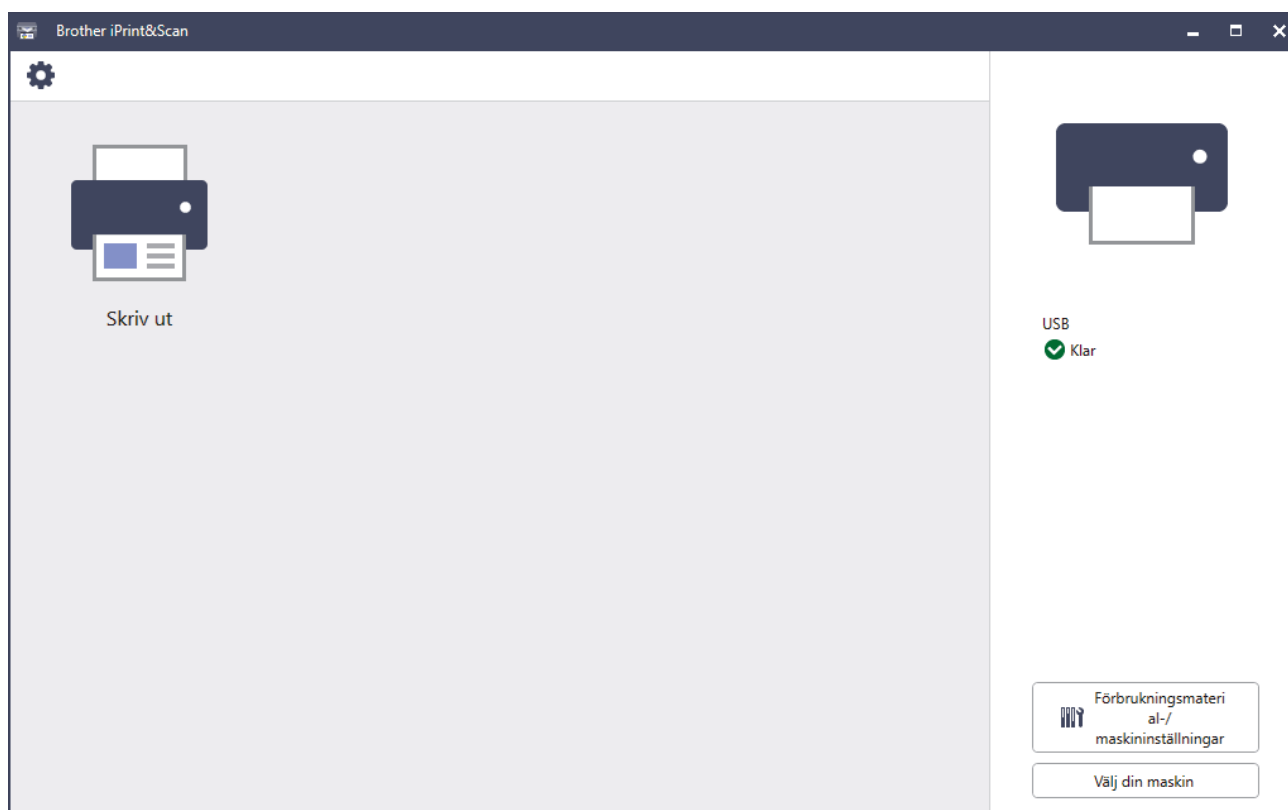 Brother iPrint&Scan
Skriv ut
USB
Klar
Förbrukningsmateri
al-/
maskininställningar
Välj din maskin